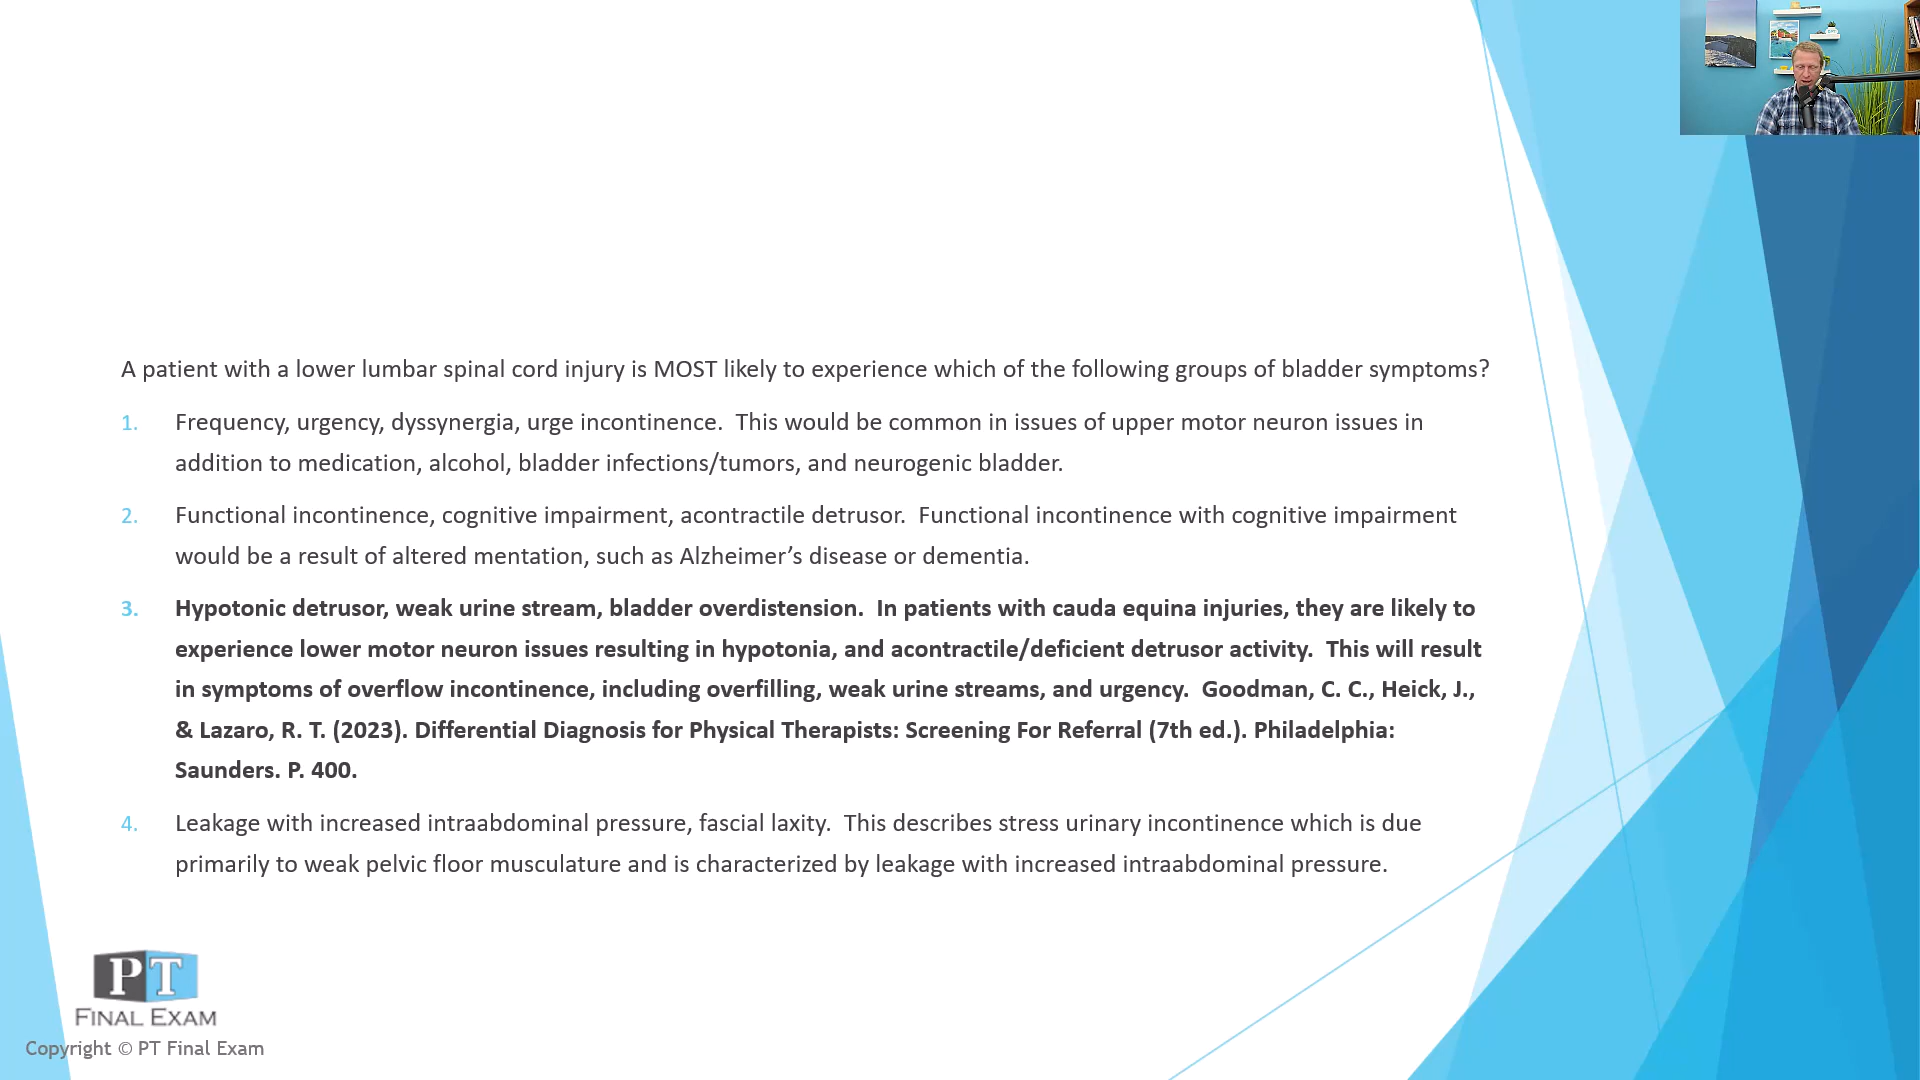 A patient with a lower lumbar spinal cord injury is MOST likely to experience which of the following groups of bladder symptoms?
1. Frequency, urgency, dyssynergia, urge incontinence.  This would be common in issues of upper motor neuron issues in
addition to medication, alcohol, bladder infections/tumors, and neurogenic bladder.
2. Functional incontinence, cognitive impairment, acontractile detrusor.  Functional incontinence with cognitive impairment
would be a result of altered mentation, such as Alzheimer’s disease or dementia.
3. Hypotonic detrusor, weak urine stream, bladder overdistension.  In patients with cauda equina injuries, they are likely to
experience lower motor neuron issues resulting in hypotonia, and acontractile/deficient detrusor activity.  This will result
in symptoms of overflow incontinence, including overfilling, weak urine streams, and urgency.  Goodman, C. C., Heick, J.,
& Lazaro, R. T. (2023). Differential Diagnosis for Physical Therapists: Screening For Referral (7th ed.). Philadelphia:
Saunders. P. 400.
4. Leakage with increased intraabdominal pressure, fascial laxity.  This describes stress urinary incontinence which is due
primarily to weak pelvic floor musculature and is characterized by leakage with increased intraabdominal pressure.
PT
FINAL EXAM
Copyright © PT Final Exam